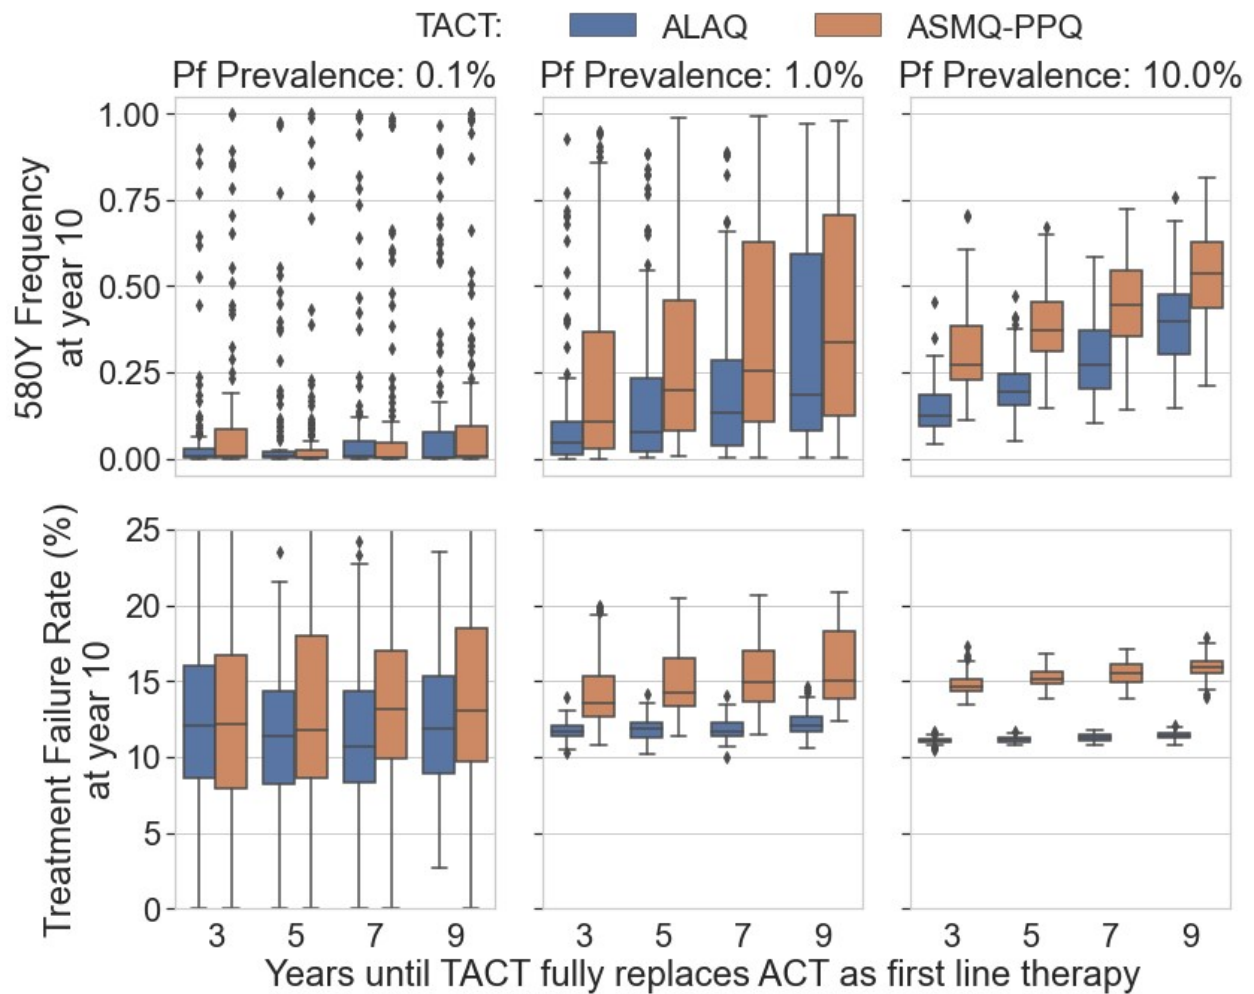 TACT: ALAQ ASMQ-PPQ
Pf Prevalence: 0.1% Pf Prevalence: 1.0% Pf Prevalence: 10.0%
580Y Frequency
at year 10
1.00
0.75
0.50
0.25
0.00
Treatment Failure Rate (%)
at year 10
25
20
15
10
5
0
3 5 7 9 3 5 7 9 3 5 7 9
Years until TACT fully replaces ACT as first line therapy